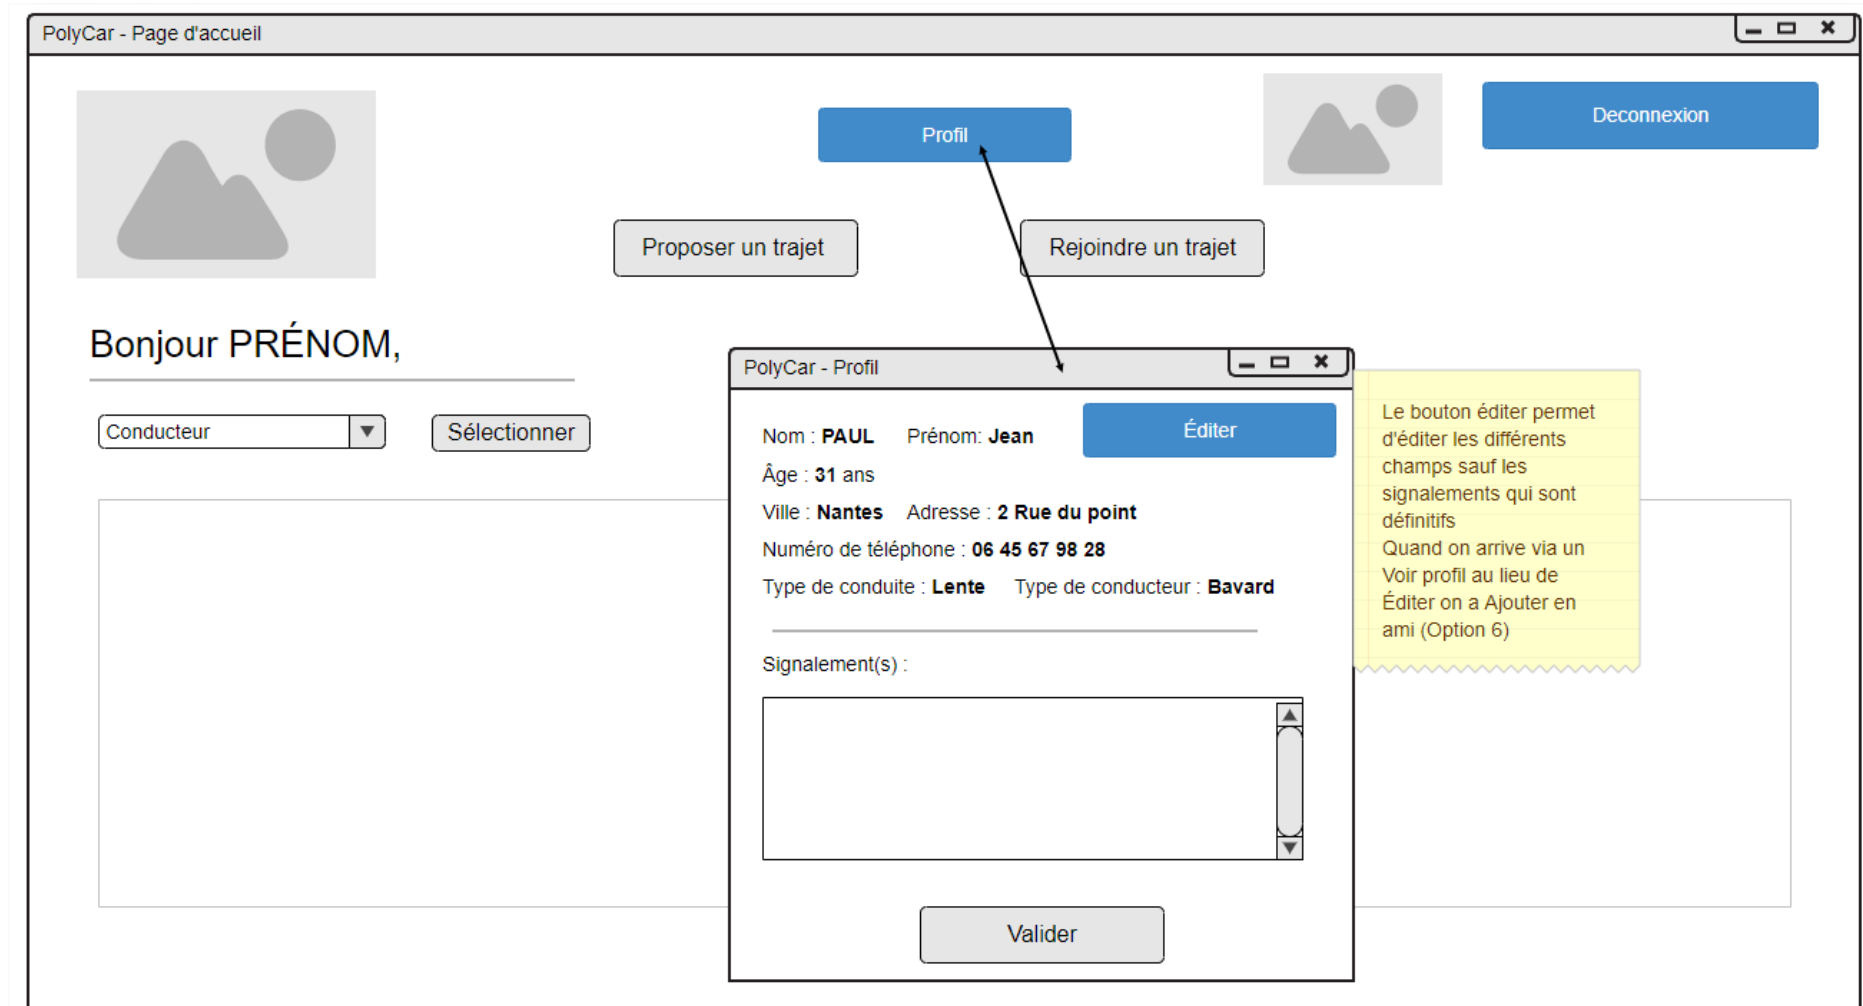 PolyCar - Page d'accueil
Profil
Deconnexion
Proposer un trajet
Rejoindre un trajet
Bonjour PRÉNOM,
Conducteur
Sélectionner
PolyCar - Profil
Éditer
Nom : PAUL Prénom: Jean
Âge : 31 ans
Ville : Nantes Adresse : 2 Rue du point
Numéro de téléphone : 06 45 67 98 28
Type de conduite : Lente Type de conducteur : Bavard
Signalement(s) :
Valider
Le bouton éditer permet
d'éditer les différents
champs sauf les
signalements qui sont
définitifs
Quand on arrive via un
Voir profil au lieu de
Éditer on a Ajouter en
ami (Option 6)